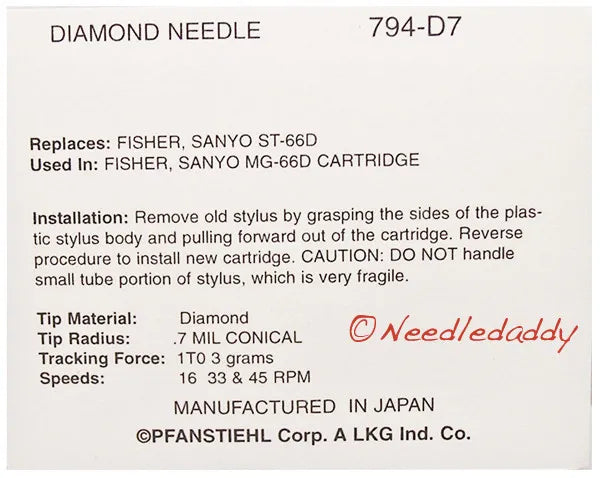 DIAMOND NEEDLE 794-D7
Replaces: FISHER, SANYO ST-66D
Used In: FISHER, SANYO MG-66D CARTRIDGE
Installation: Remove old stylus by grasping the sides of the plas-
tic stylus body and pulling forward out of the cartridge. Reverse
procedure to install new cartridge. CAUTION: DO NOT handle
small tube portion of stylus, which is very fragile.
Tip Material: Diamond
Tip Radius: .7 MIL CONICAL
Tracking Force: 1T0 3 grams
Speeds: 16 33 & 45 RPM
© Needledaddy
MANUFACTURED IN JAPAN
©PFANSTIEHL Corp. A LKG Ind. Co.